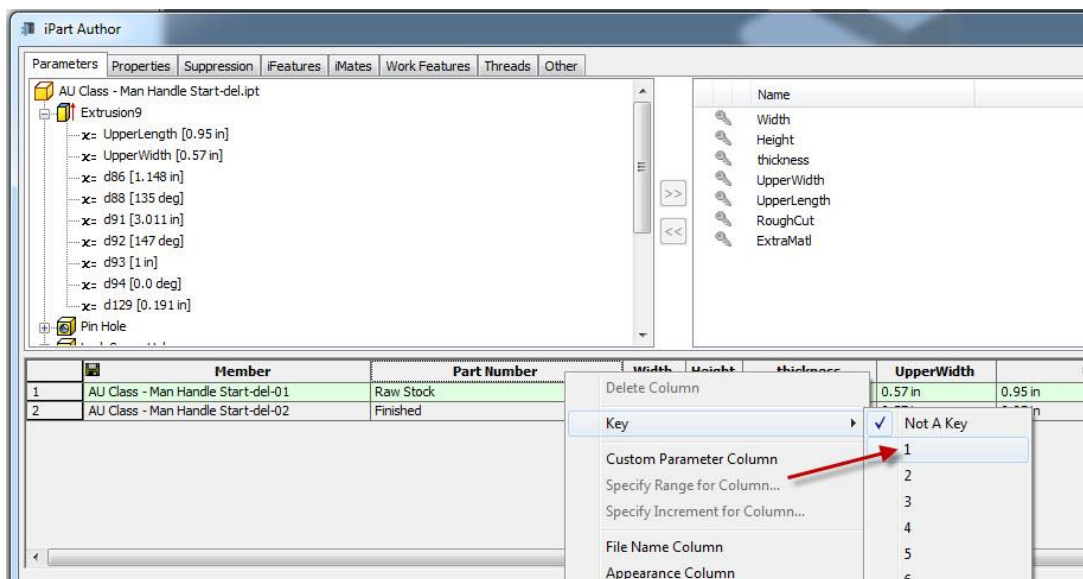 iPart Author
Parameters Properties Suppression iFeatures iMates Work Features Threads Other
AU Class - Man Handle Start-del.ipt
Extrusion9
UpperLength [0.95 in]
UpperWidth [0.57 in]
d86 [1.148 in]
d88 [135 deg]
d91 [3.011 in]
d92 [147 deg]
d93 [1 in]
d94 [0.0 deg]
d129 [0.191 in]
Pin Hole
>>
<<
Name
Width
Height
thickness
UpperWidth
UpperLength
RoughCut
ExtraMatl
Member Part Number Width Height thickness UpperWidth
1 AU Class - Man Handle Start-del-01 Raw Stock 0.57 in 0.95 in
2 AU Class - Man Handle Start-del-02 Finished
Delete Column
Key
Custom Parameter Column
Specify Range for Column...
Specify Increment for Column...
File Name Column
Appearance Column
Not A Key
1
2
3
4
5
6